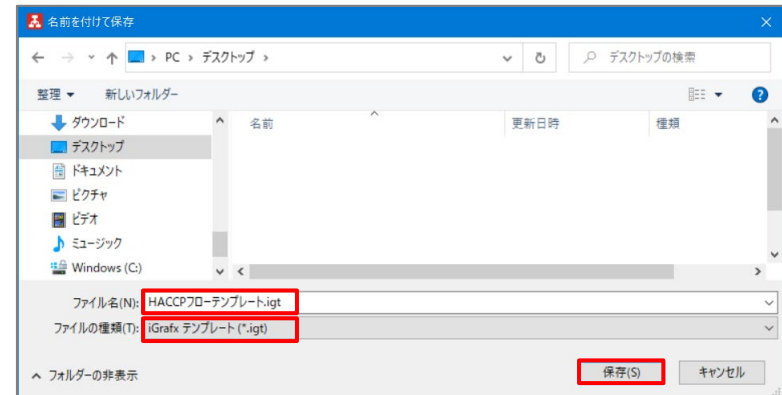 名前を付けて保存
PC › デスクトップ ›
デスクトップの検索
整理 新しいフォルダー
ダウンロード
デスクトップ
ドキュメント
ピクチャ
ビデオ
ミュージック
Windows (C:)
名前 更新日時 種類
ファイル名(N): HACCPフローテンプレート.igt
ファイルの種類(T): iGrafx テンプレート (*.igt)
フォルダーの非表示
保存(S) キャンセル